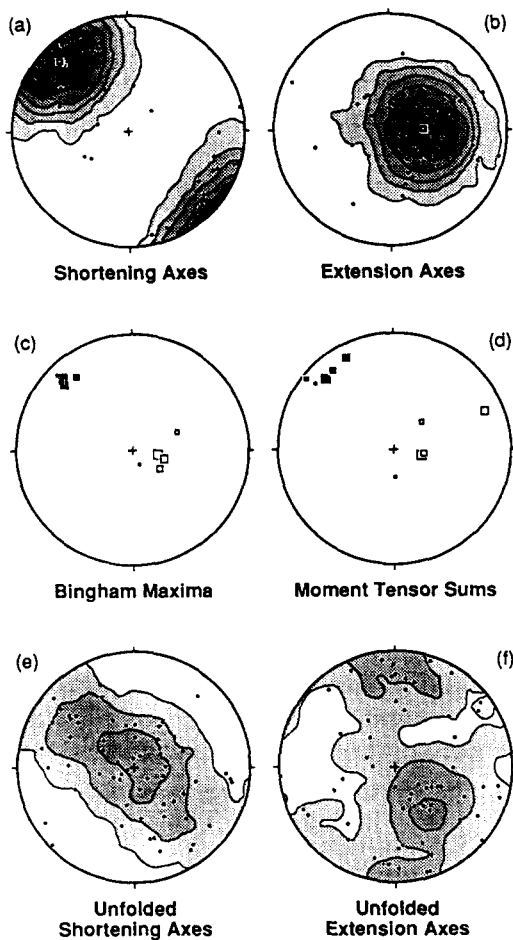 (a)
(b)
Shortening Axes
Extension Axes
(c)
(d)
Bingham Maxima
Moment Tensor Sums
(e)
(f)
Unfolded
Shortening Axes
Unfolded
Extension Axes